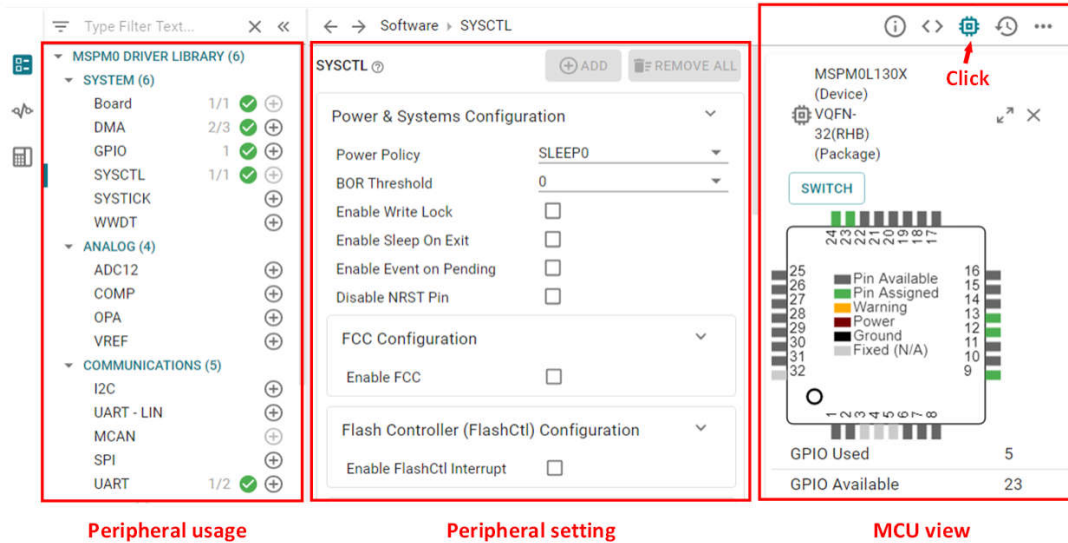 Type Filter Text...
Software › SYSCTL
MSPM0 DRIVER LIBRARY (6)
SYSTEM (6)
Board 1/1
DMA 2/3
GPIO 1
SYSCTL 1/1
SYSTICK
WWDT
ANALOG (4)
ADC12
COMP
OPA
VREF
COMMUNICATIONS (5)
I2C
UART - LIN
MCAN
SPI
UART 1/2
SYSCTL
ADD
REMOVE ALL
Power & Systems Configuration
Power Policy SLEEP0
BOR Threshold 0
Enable Write Lock
Enable Sleep On Exit
Enable Event on Pending
Disable NRST Pin
FCC Configuration
Enable FCC
Flash Controller (FlashCtl) Configuration
Enable FlashCtl Interrupt
Click
MSPM0L130X
(Device)
VQFN-
32(RHB)
(Package)
SWITCH
24 23 22 21 20 19 18 17
25
26
27
28
29
30
31
32
Pin Available
Pin Assigned
Warning
Power
Ground
Fixed (N/A)
16
15
14
13
12
11
10
9
1 2 3 4 5 6 7 8
GPIO Used 5
GPIO Available 23
Peripheral usage
Peripheral setting
MCU view